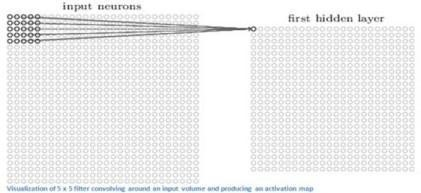 input neurons
first hidden layer
Visualization of 5 x 5 filter convolving around an input volume and producing an activation map